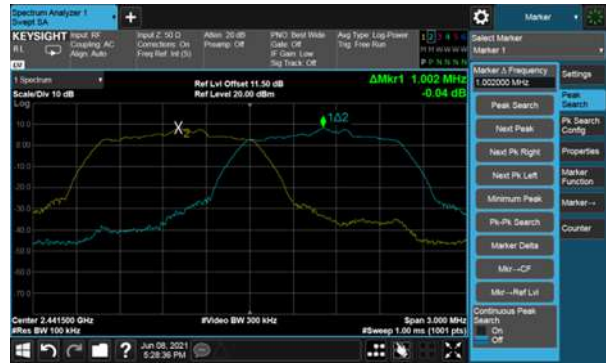 Spectrum Analyzer 1
Swept SA
+
Marker
KEYSIGHT
Input: RF
Coupling: AC
Align: Auto
Input Z: 50 Ω
Corrections: On
Freq Ref: Int (S)
Atten: 20 dB
Preamp: Off
PNO: Best Wide
Gate: Off
IF Gain: Low
Sig Track: Off
Avg Type: Log-Power
Trig: Free Run
1 2 3 4 5 6
P P N N N N
Select Marker
Marker 1
1 Spectrum
Scale/Div 10 dB
Log
Ref Lvl Offset 11.50 dB
Ref Level 20.00 dBm
ΔMkr1 1.002 MHz
-0.04 dB
Marker Δ Frequency
1.002000 MHz
Settings
Peak Search
Peak
Search
Next Peak
Pk Search
Config
Next Pk Right
Properties
Next Pk Left
Marker
Function
Minimum Peak
Marker→
Pk-Pk Search
Counter
Marker Delta
Mkr→CF
Mkr→Ref Lvl
Continuous Peak
Search
On
Off
10.0
0.00
-10.0
-20.0
-30.0
-40.0
-50.0
-60.0
-70.0
X2
1Δ2
Center 2.441500 GHz
#Res BW 100 kHz
#Video BW 300 kHz
Span 3.000 MHz
#Sweep 1.00 ms (1001 pts)
?
Jun 08, 2021
5:28:36 PM